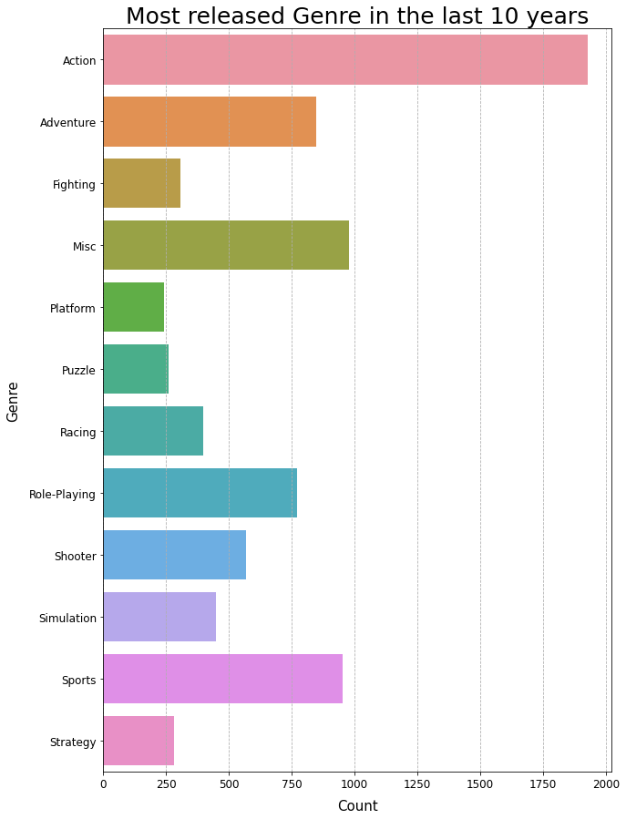 Most released Genre in the last 10 years
Action
Adventure
Fighting
Misc
Platform
Puzzle
Racing
Role-Playing
Shooter
Simulation
Sports
Strategy
Genre
0 250 500 750 1000 1250 1500 1750 2000
Count